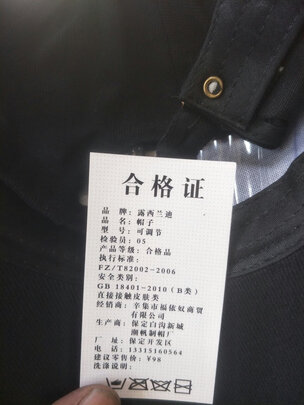 合格证
品 牌：露西兰迪
品 名：帽子
型 号：可调节
检验员：05
产品等级：合格品
执行标准：
FZ/T82002-2006
安全类别：
GB 18401-2010（B类）
直接接触皮肤类
经销商：辛集市福依奴商贸
有限公司
生产商：保定白沟新城
潮帆制帽厂
厂 址：保定开发区
电 话：13315160564
建议零售价：¥98
洗涤说明：